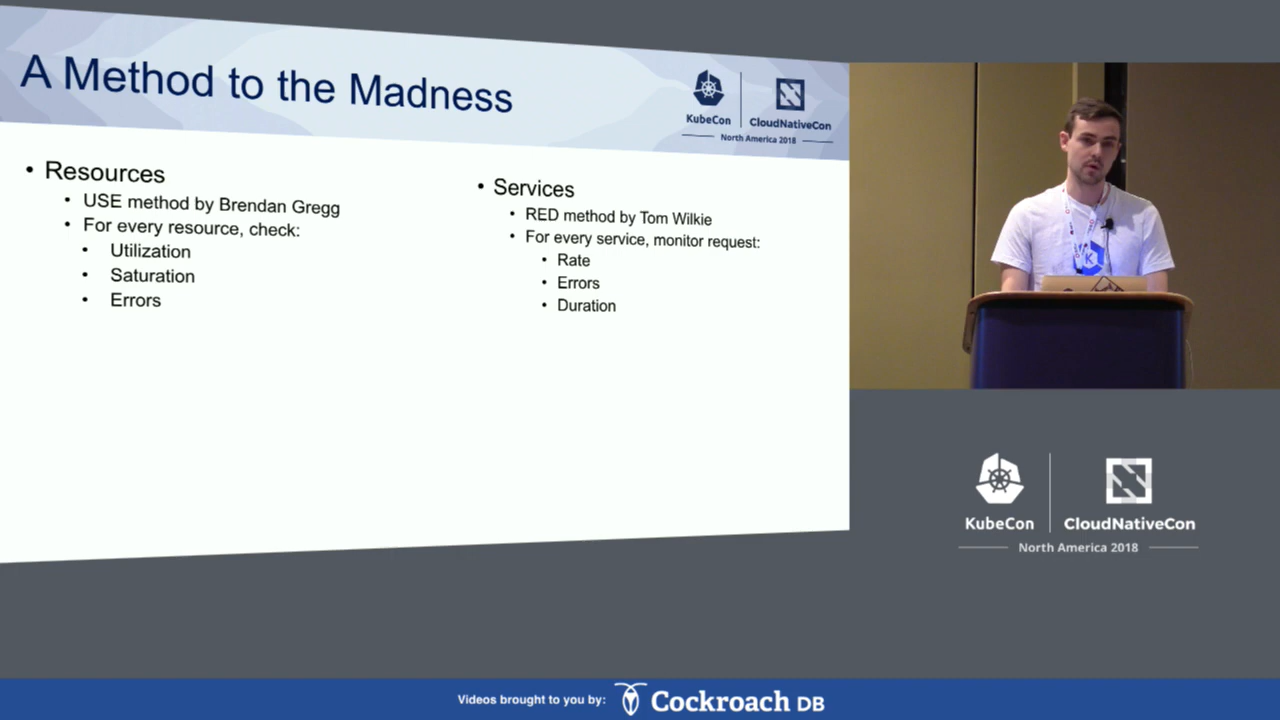 A Method to the Madness
KubeCon
CloudNativeCon
North America 2018
• Resources
• USE method by Brendan Gregg
• For every resource, check:
• Utilization
• Saturation
• Errors
• Services
• RED method by Tom Wilkie
• For every service, monitor request:
• Rate
• Errors
• Duration
K
KubeCon
CloudNativeCon
North America 2018
Videos brought to you by:
Cockroach DB